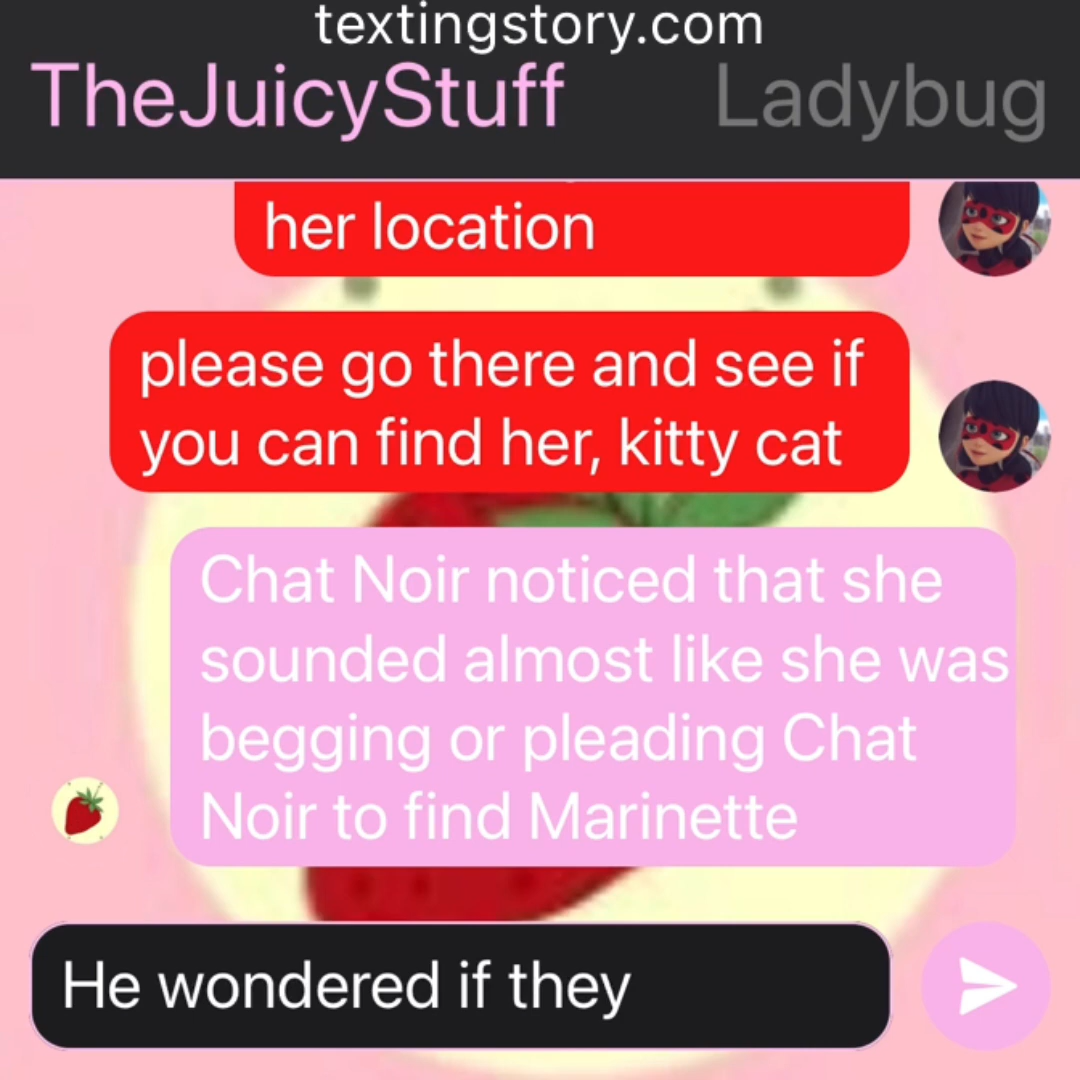 textingstory.com
TheJuicyStuff Ladybug
her location
please go there and see if
you can find her, kitty cat
Chat Noir noticed that she
sounded almost like she was
begging or pleading Chat
Noir to find Marinette
He wondered if they